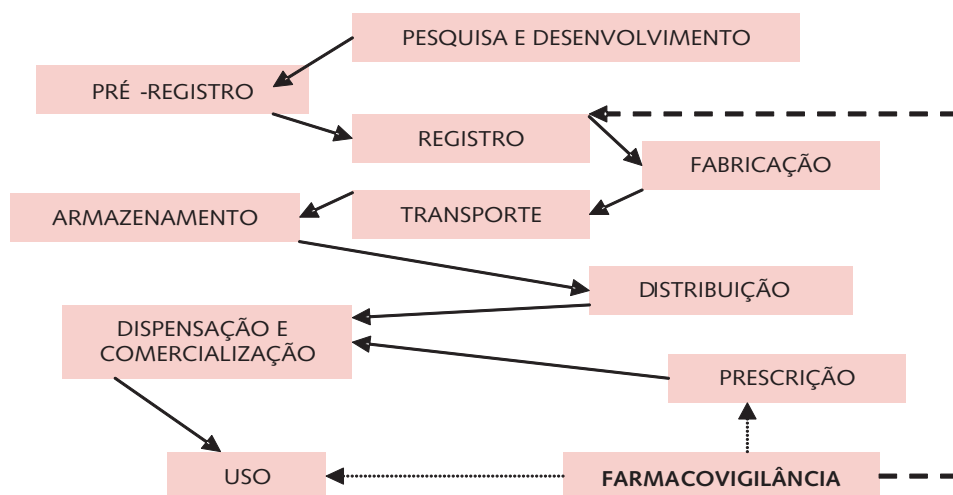 PESQUISA E DESENVOLVIMENTO
PRÉ -REGISTRO
REGISTRO
FABRICAÇÃO
TRANSPORTE
ARMAZENAMENTO
DISTRIBUIÇÃO
DISPENSAÇÃO E
COMERCIALIZAÇÃO
PRESCRIÇÃO
USO
FARMACOVIGILÂNCIA